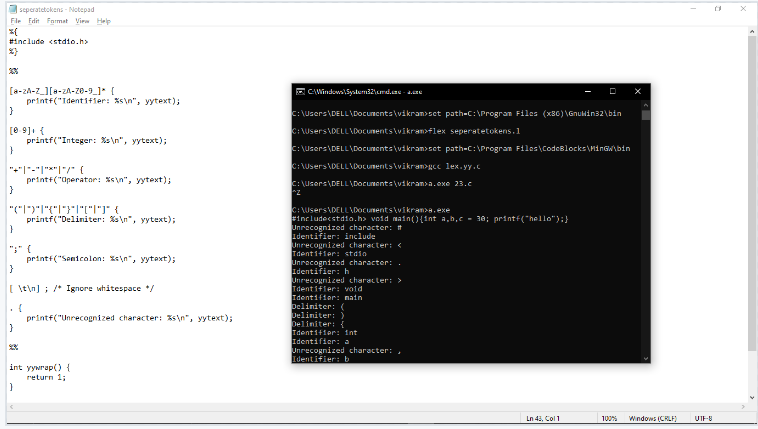 seperatetokens - Notepad
File Edit Format View Help
%{
#include <stdio.h>
%}
%%
[a-zA-Z_][a-zA-Z0-9_]* {
printf("Identifier: %s\n", yytext);
}
[0-9]+ {
printf("Integer: %s\n", yytext);
}
"+"|"-"|"*"|"/" {
printf("Operator: %s\n", yytext);
}
"("|")"|"{"|"}"|"["|"]" {
printf("Delimiter: %s\n", yytext);
}
";" {
printf("Semicolon: %s\n", yytext);
}
[ \t\n] ; /* Ignore whitespace */
. {
printf("Unrecognized character: %s\n", yytext);
}
%%
int yywrap() {
return 1;
}
C:\Windows\System32\cmd.exe - a.exe
C:\Users\DELL\Documents\vikram>set path=C:\Program Files (x86)\GnuWin32\bin
C:\Users\DELL\Documents\vikram>flex seperatetokens.l
C:\Users\DELL\Documents\vikram>set path=C:\Program Files\CodeBlocks\MinGW\bin
C:\Users\DELL\Documents\vikram>gcc lex.yy.c
C:\Users\DELL\Documents\vikram>a.exe 23.c
^Z
C:\Users\DELL\Documents\vikram>a.exe
#include<stdio.h> void main(){int a,b,c = 30; printf("hello");}
Unrecognized character: #
Identifier: include
Unrecognized character: <
Identifier: stdio
Unrecognized character: .
Identifier: h
Unrecognized character: >
Identifier: void
Identifier: main
Delimiter: (
Delimiter: )
Delimiter: {
Identifier: int
Identifier: a
Unrecognized character: ,
Identifier: b
Ln 43, Col 1 100% Windows (CRLF) UTF-8